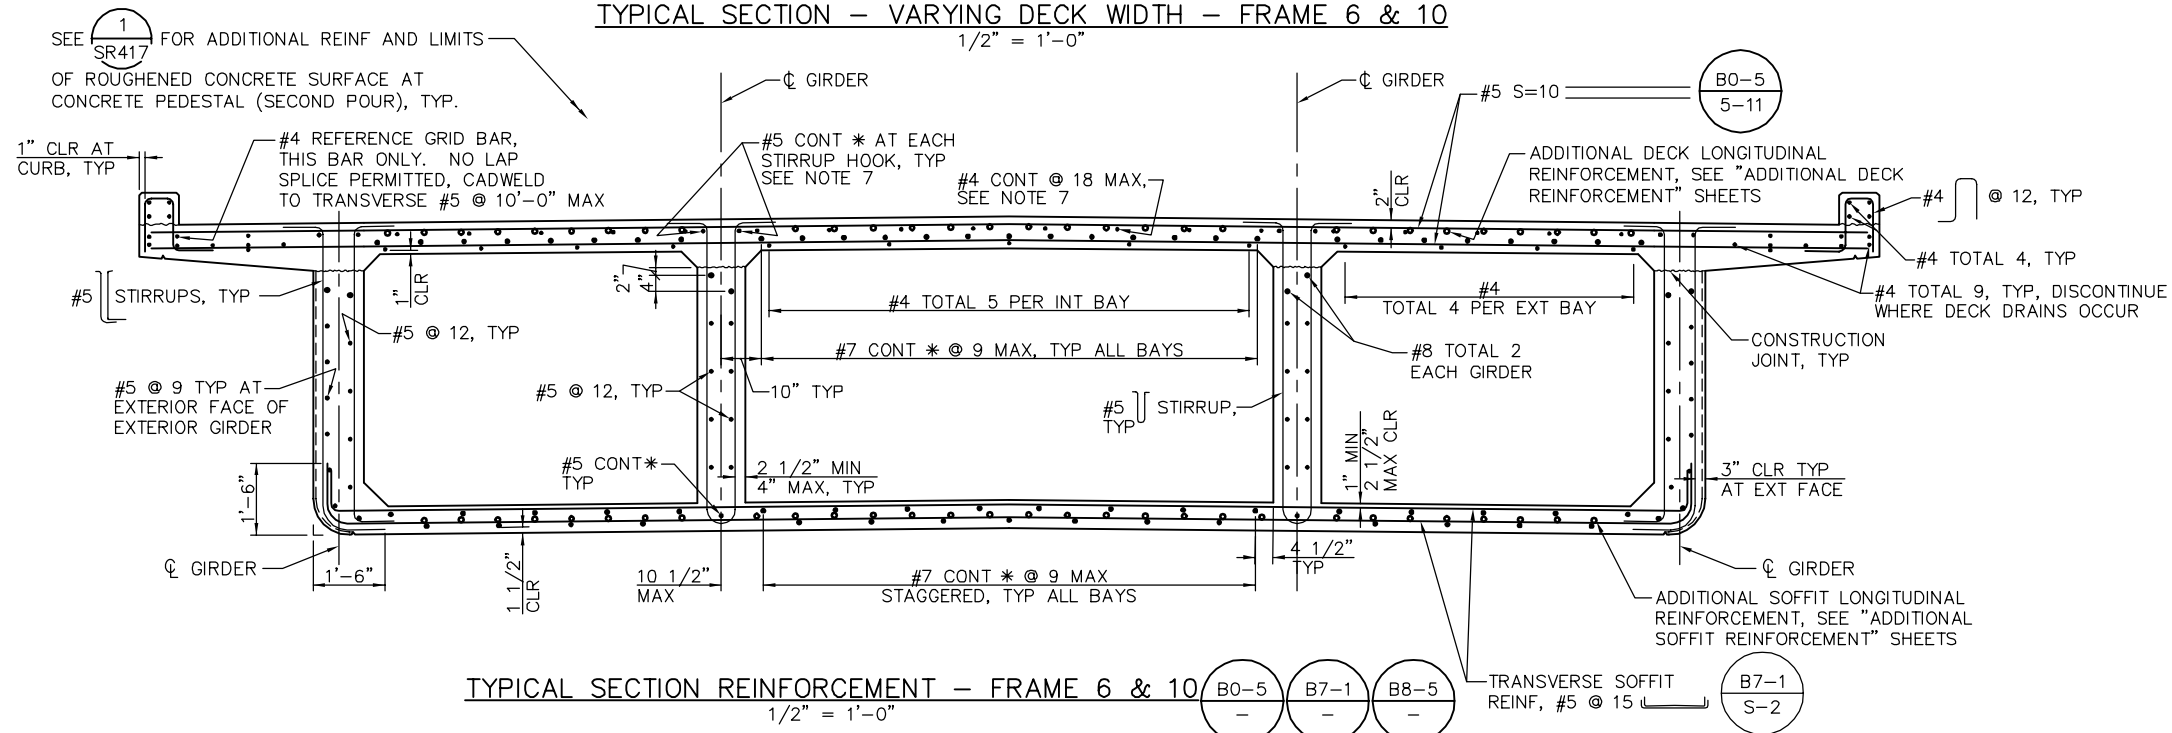 TYPICAL SECTION – VARYING DECK WIDTH – FRAME 6 & 10
1/2" = 1'-0"
SEE 1 FOR ADDITIONAL REINF AND LIMITS
SR417
OF ROUGHENED CONCRETE SURFACE AT
CONCRETE PEDESTAL (SECOND POUR), TYP.
℄ GIRDER
℄ GIRDER
#5 S=10
B0-5
5-11
1" CLR AT
CURB, TYP
#4 REFERENCE GRID BAR,
THIS BAR ONLY. NO LAP
SPLICE PERMITTED, CADWELD
TO TRANSVERSE #5 @ 10'-0" MAX
#5 CONT * AT EACH
STIRRUP HOOK, TYP
SEE NOTE 7
#4 CONT @ 18 MAX,
SEE NOTE 7
2"
CLR
ADDITIONAL DECK LONGITUDINAL
REINFORCEMENT, SEE "ADDITIONAL DECK
REINFORCEMENT" SHEETS
#4 @ 12, TYP
#4 TOTAL 4, TYP
#4 TOTAL 9, TYP, DISCONTINUE
WHERE DECK DRAINS OCCUR
#5 STIRRUPS, TYP
1"
CLR
2"
4"
#4 TOTAL 5 PER INT BAY
#4
TOTAL 4 PER EXT BAY
#5 @ 12, TYP
#7 CONT * @ 9 MAX, TYP ALL BAYS
#8 TOTAL 2
EACH GIRDER
CONSTRUCTION
JOINT, TYP
#5 @ 9 TYP AT
EXTERIOR FACE OF
EXTERIOR GIRDER
#5 @ 12, TYP
10" TYP
#5 STIRRUP,
TYP
1" MIN
2 1/2"
MAX CLR
#5 CONT*
TYP
2 1/2" MIN
4" MAX, TYP
3" CLR TYP
AT EXT FACE
1'-6"
℄ GIRDER
1'-6"
1 1/2"
CLR
10 1/2"
MAX
#7 CONT * @ 9 MAX
STAGGERED, TYP ALL BAYS
4 1/2"
TYP
℄ GIRDER
ADDITIONAL SOFFIT LONGITUDINAL
REINFORCEMENT, SEE "ADDITIONAL
SOFFIT REINFORCEMENT" SHEETS
TYPICAL SECTION REINFORCEMENT – FRAME 6 & 10
1/2" = 1'-0"
B0-5
–
B7-1
–
B8-5
–
TRANSVERSE SOFFIT
REINF, #5 @ 15
B7-1
S-2